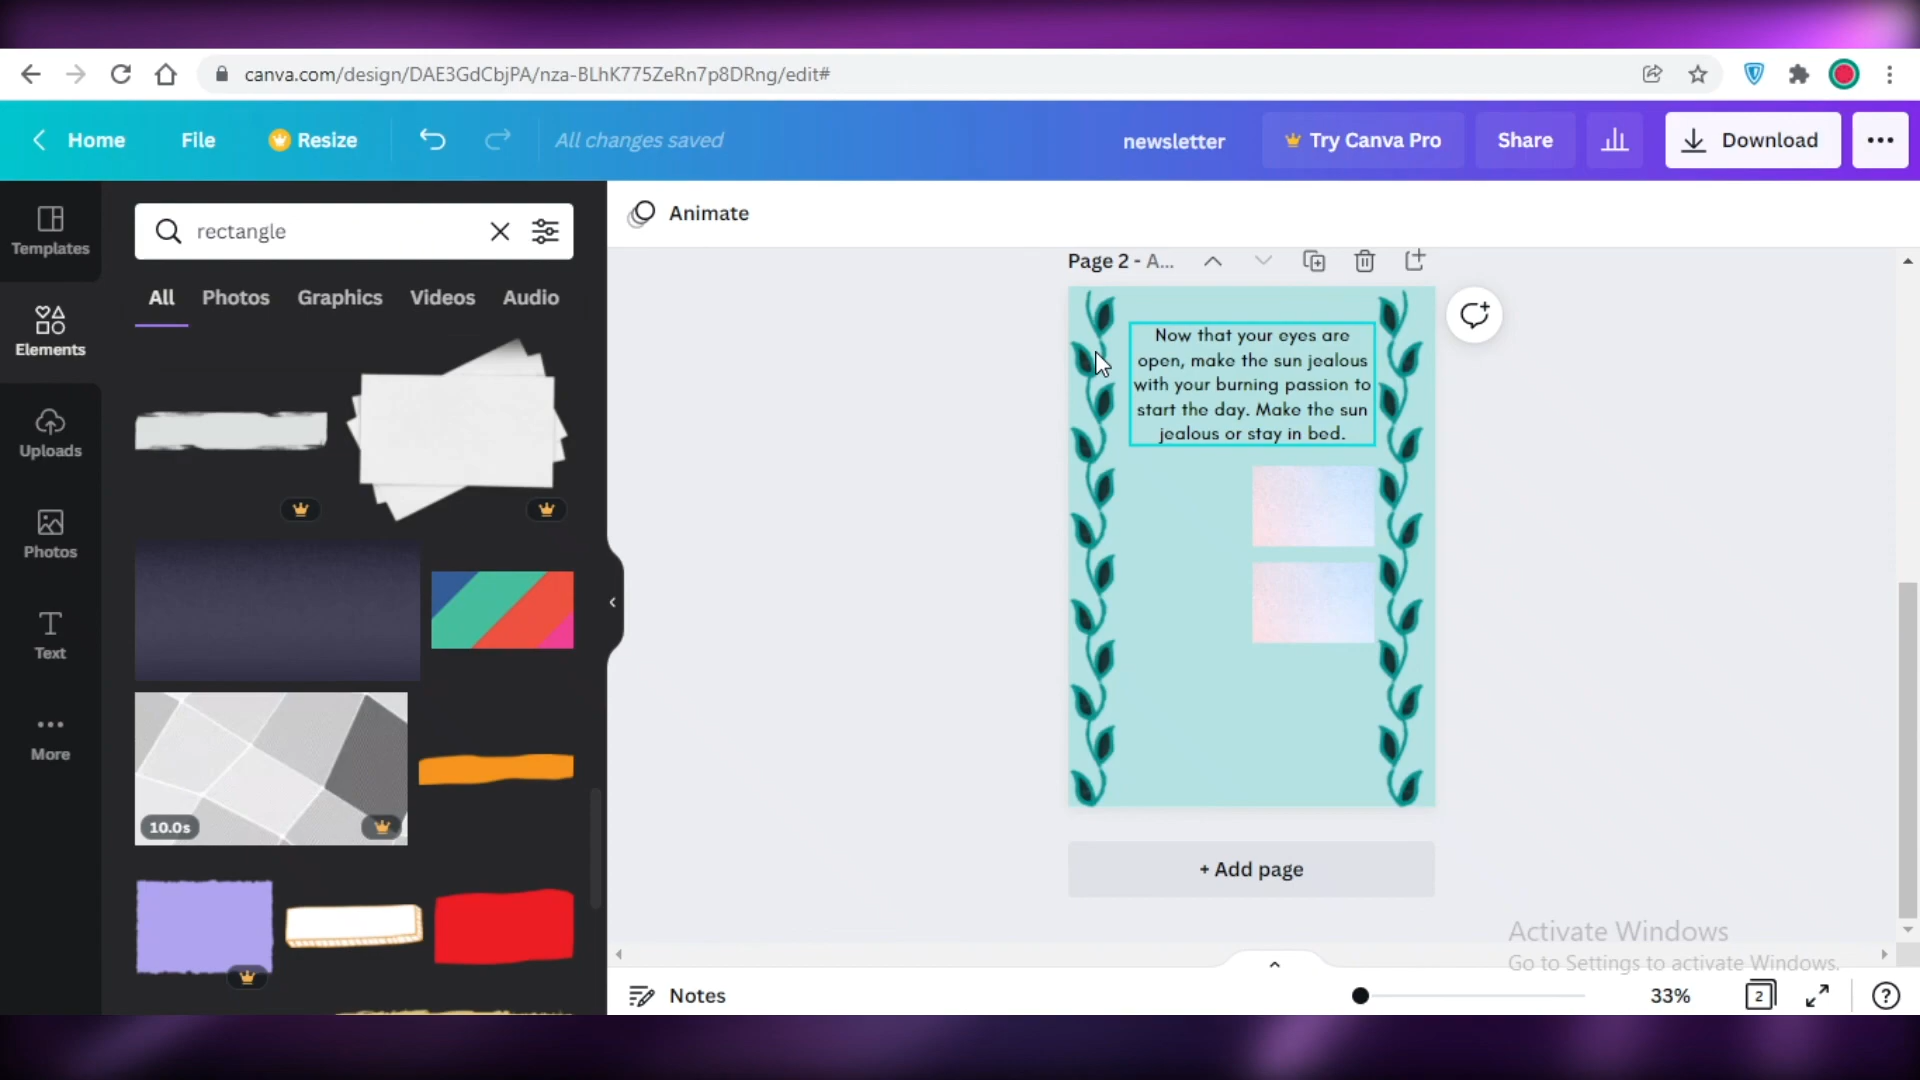 canva.com/design/DAE3GdCbjPA/nza-BLhK775ZeRn7p8DRng/edit#
Home File Resize All changes saved newsletter Try Canva Pro Share Download
Templates
Elements
Uploads
Photos
Text
More
rectangle
All Photos Graphics Videos Audio
10.0s
Animate
Page 2 - A...
Now that your eyes are
open, make the sun jealous
with your burning passion to
start the day. Make the sun
jealous or stay in bed.
+ Add page
Activate Windows
Go to Settings to activate Windows.
Notes 33% 2